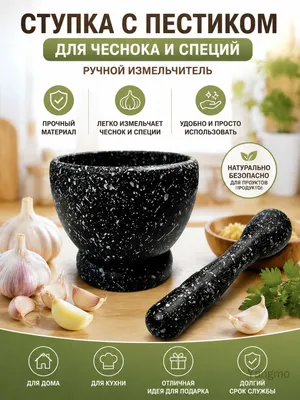 СТУПКА С ПЕСТИКОМ
ДЛЯ ЧЕСНОКА И СПЕЦИЙ
РУЧНОЙ ИЗМЕЛЬЧИТЕЛЬ
ПРОЧНЫЙ
МАТЕРИАЛ
ЛЕГКО ИЗМЕЛЬЧАЕТ
ЧЕСНОК И СПЕЦИИ
УДОБНО И ПРОСТО
ИСПОЛЬЗОВАТЬ
НАТУРАЛЬНО
БЕЗОПАСНО
ДЛЯ ПРОДУКТОВ
ДЛЯ ДОМА
ДЛЯ КУХНИ
ОТЛИЧНАЯ
ИДЕЯ ДЛЯ ПОДАРКА
ДОЛГИЙ
СРОК СЛУЖБЫ